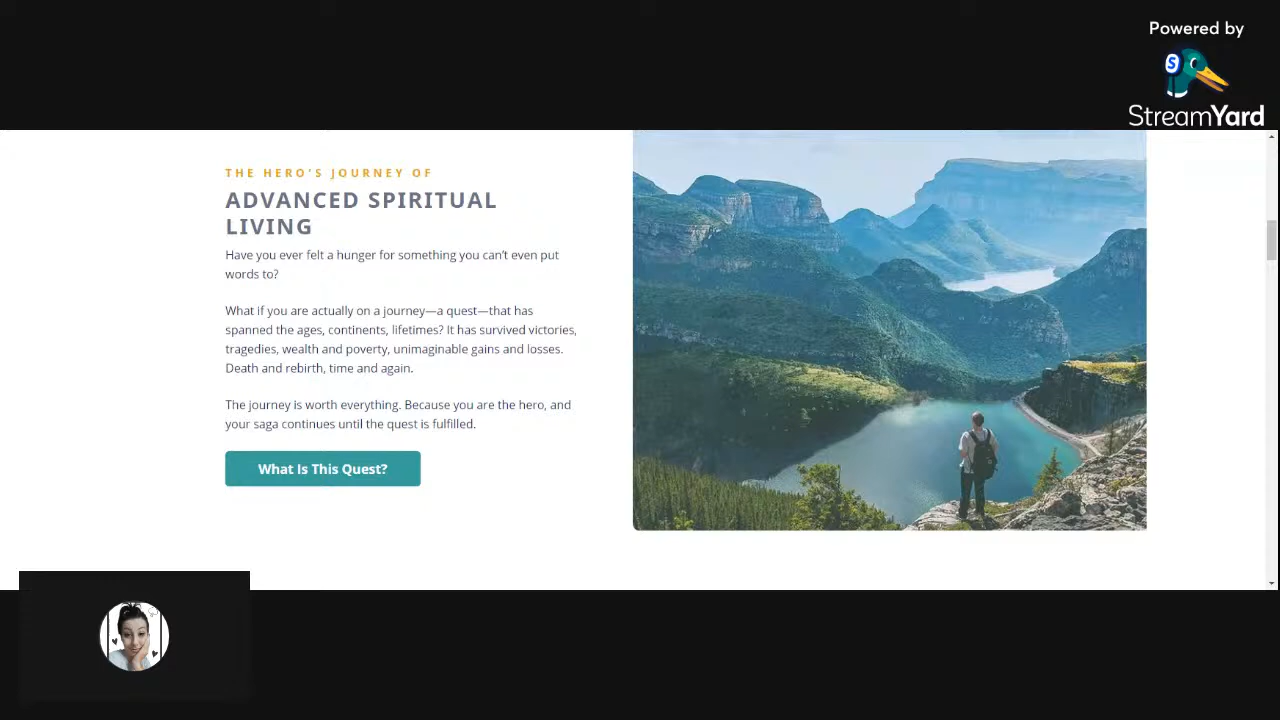 Powered by
S
StreamYard
THE HERO'S JOURNEY OF
ADVANCED SPIRITUAL
LIVING
Have you ever felt a hunger for something you can't even put
words to?
What if you are actually on a journey—a quest—that has
spanned the ages, continents, lifetimes? It has survived victories,
tragedies, wealth and poverty, unimaginable gains and losses.
Death and rebirth, time and again.
The journey is worth everything. Because you are the hero, and
your saga continues until the quest is fulfilled.
What Is This Quest?